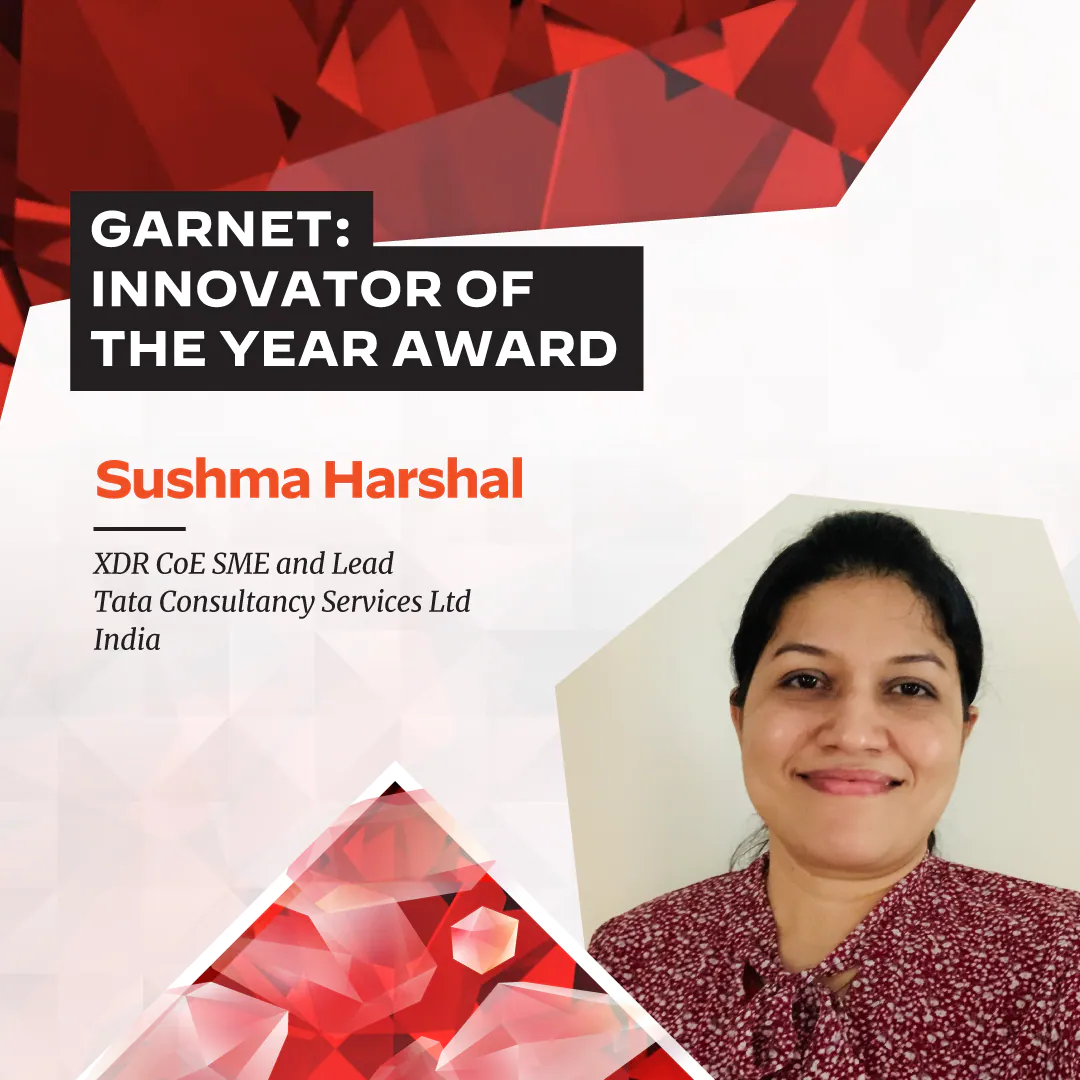 GARNET:
INNOVATOR OF
THE YEAR AWARD
Sushma Harshal
XDR CoE SME and Lead
Tata Consultancy Services Ltd
India